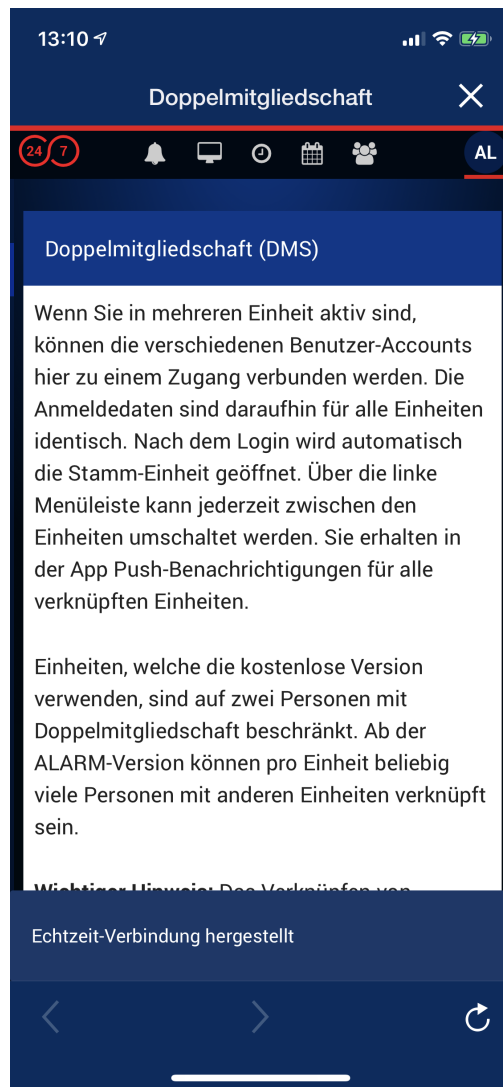 13:10
Doppelmitgliedschaft
24 7
AL
Doppelmitgliedschaft (DMS)
Wenn Sie in mehreren Einheit aktiv sind,
können die verschiedenen Benutzer-Accounts
hier zu einem Zugang verbunden werden. Die
Anmeldedaten sind daraufhin für alle Einheiten
identisch. Nach dem Login wird automatisch
die Stamm-Einheit geöffnet. Über die linke
Menüleiste kann jederzeit zwischen den
Einheiten umschaltet werden. Sie erhalten in
der App Push-Benachrichtigungen für alle
verknüpften Einheiten.
Einheiten, welche die kostenlose Version
verwenden, sind auf zwei Personen mit
Doppelmitgliedschaft beschränkt. Ab der
ALARM-Version können pro Einheit beliebig
viele Personen mit anderen Einheiten verknüpft
sein.
Wichtiger Hinweis: Das Verknüpfen von
Echtzeit-Verbindung hergestellt